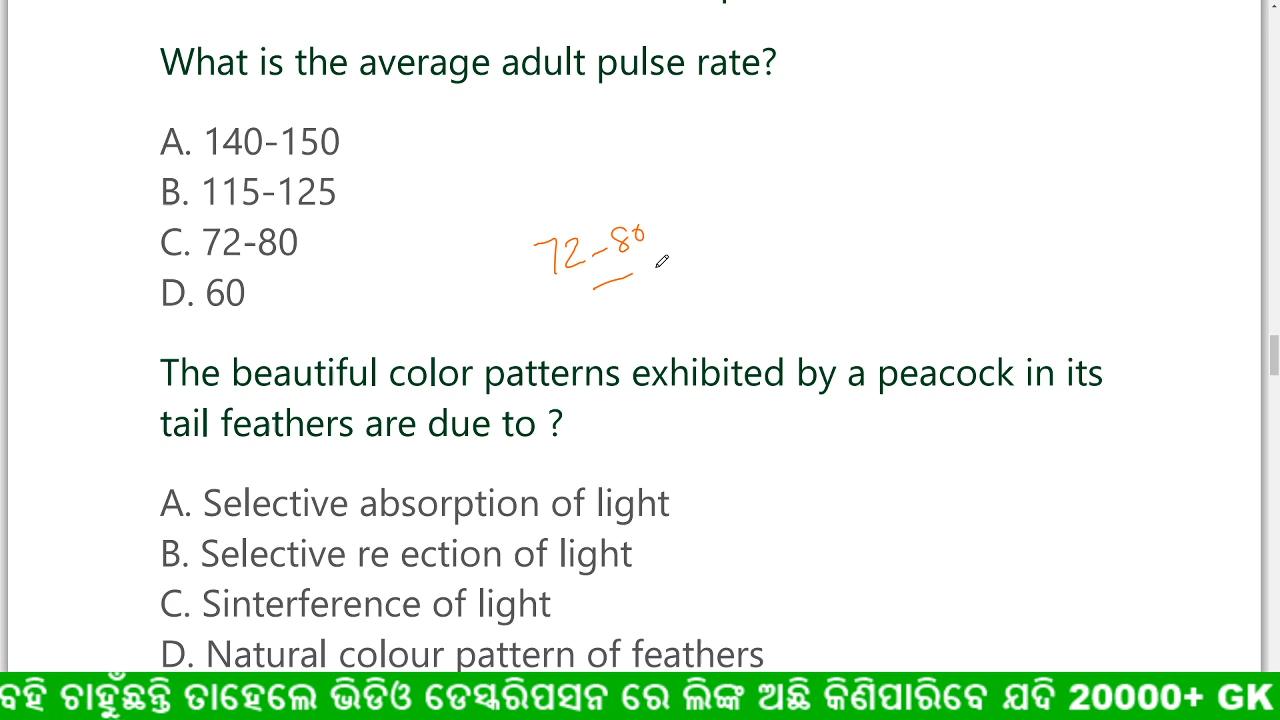 What is the average adult pulse rate?
A. 140-150
B. 115-125
C. 72-80
72-80
D. 60
The beautiful color patterns exhibited by a peacock in its
tail feathers are due to ?
A. Selective absorption of light
B. Selective re ection of light
C. Sinterference of light
D. Natural colour pattern of feathers
ବହି ଚାହୁଁଛନ୍ତି ତାହେଲେ ଭିଡିଓ ଡେସ୍କରିପସନ ରେ ଲିଙ୍କ ଅଛି କିଣିପାରିବେ ଯଦି 20000+ GK